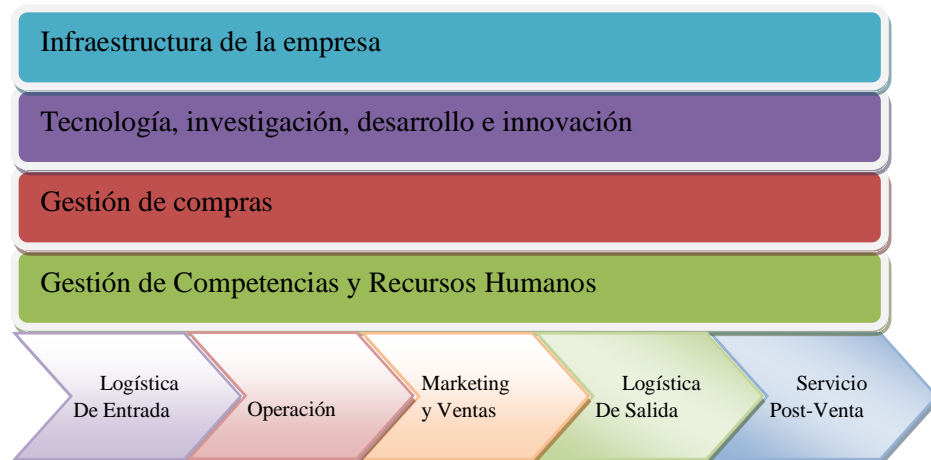 Infraestructura de la empresa
Tecnología, investigación, desarrollo e innovación
Gestión de compras
Gestión de Competencias y Recursos Humanos
Logística
De Entrada
Operación
Marketing
y Ventas
Logística
De Salida
Servicio
Post-Venta